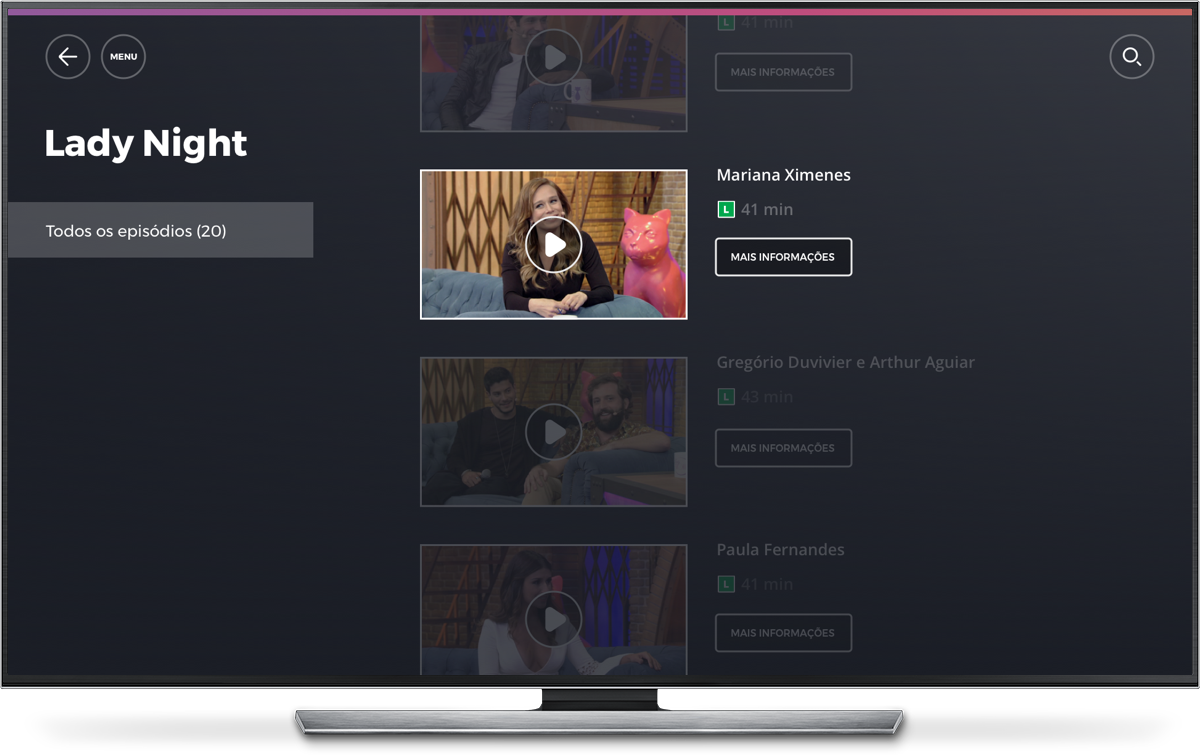 MENU
Lady Night
Todos os episódios (20)
L 41 min
MAIS INFORMAÇÕES
Mariana Ximenes
L 41 min
MAIS INFORMAÇÕES
Gregório Duvivier e Arthur Aguiar
L 43 min
MAIS INFORMAÇÕES
Paula Fernandes
L 41 min
MAIS INFORMAÇÕES